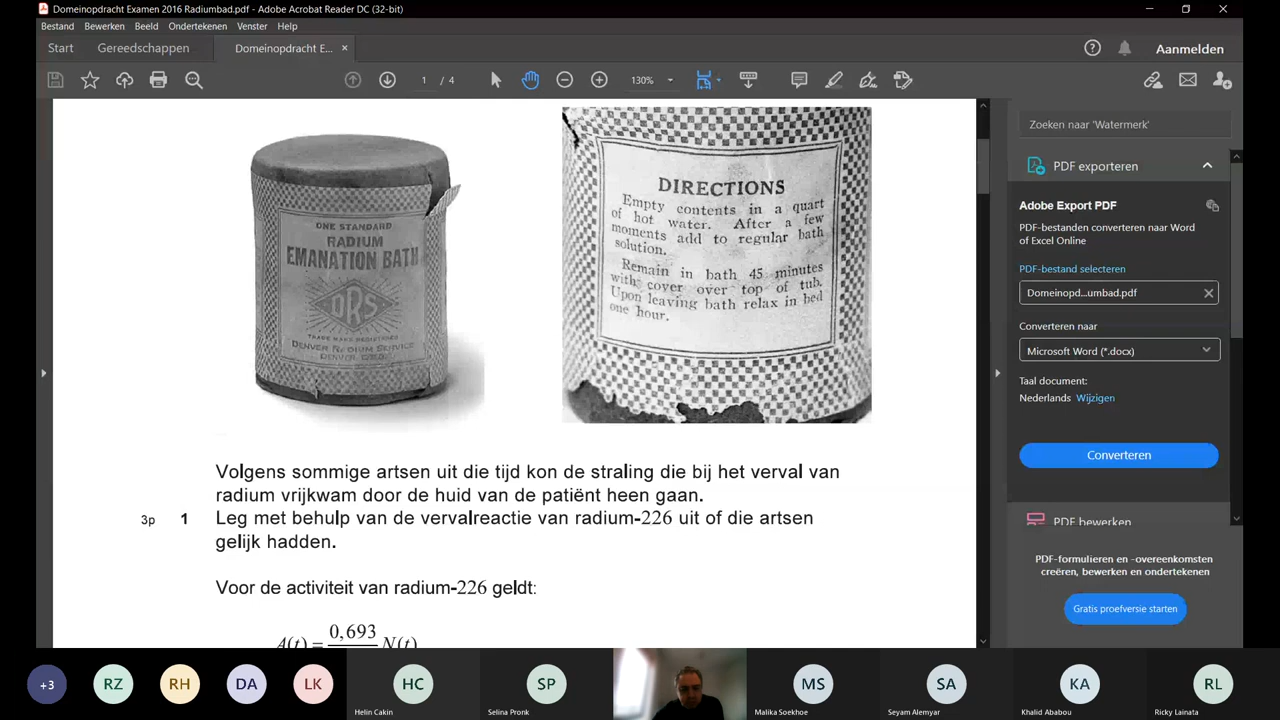 Domeinopdracht Examen 2016 Radiumbad.pdf - Adobe Acrobat Reader DC (32-bit)
Bestand Bewerken Beeld Ondertekenen Venster Help
Start Gereedschappen Domeinopdracht E... × Aanmelden
1 / 4 130%
ONE STANDARD
RADIUM
EMANATION BATH
DRS
TRADE MARK REGISTERED
DENVER RADIUM SERVICE
DENVER, COLO.
DIRECTIONS
Empty contents in a quart
of hot water. After a few
moments add to regular bath
solution.
Remain in bath 45 minutes
with cover over top of tub.
Upon leaving bath relax in bed
one hour.
Volgens sommige artsen uit die tijd kon de straling die bij het verval van
radium vrijkwam door de huid van de patiënt heen gaan.
3p 1 Leg met behulp van de vervalreactie van radium-226 uit of die artsen
gelijk hadden.
Voor de activiteit van radium-226 geldt:
A(t) = 0,693 N(t)
Zoeken naar 'Watermerk'
PDF exporteren
Adobe Export PDF
PDF-bestanden converteren naar Word
of Excel Online
PDF-bestand selecteren
Domeinopd...umbad.pdf
Converteren naar
Microsoft Word (*.docx)
Taal document:
Nederlands Wijzigen
Converteren
PDF bewerken
PDF-formulieren en -overeenkomsten
creëren, bewerken en ondertekenen
Gratis proefversie starten
+3 RZ RH DA LK HC SP MS SA KA RL
Helin Cakin Selina Pronk Malika Soekhoe Seyam Alemyar Khalid Ababou Ricky Lainata